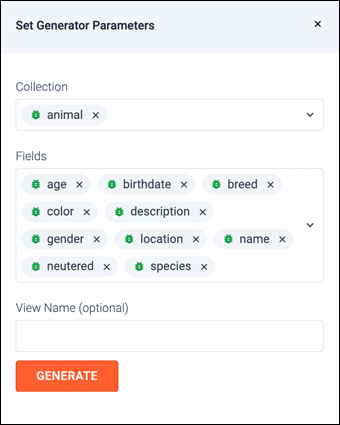 Set Generator Parameters ×
Collection
animal ×
Fields
age × birthdate × breed ×
color × description ×
gender × location × name ×
neutered × species ×
View Name (optional)
GENERATE